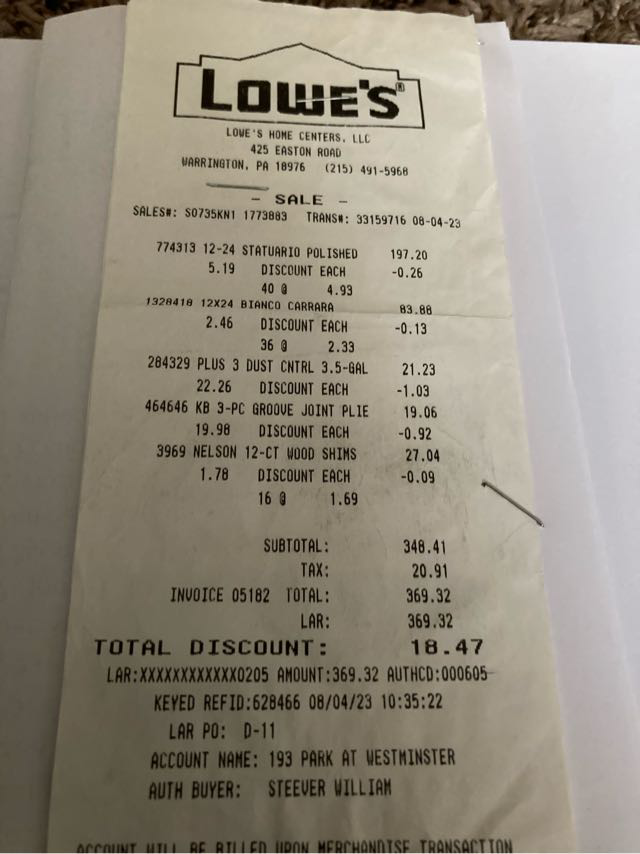 LOWE'S®
LOWE'S HOME CENTERS, LLC
425 EASTON ROAD
WARRINGTON, PA 18976 (215) 491-5968
- SALE -
SALES#: S0735KN1 1773883 TRANS#: 33159716 08-04-23
774313 12-24 STATUARIO POLISHED 197.20
5.19 DISCOUNT EACH -0.26
40 @ 4.93
1328418 12X24 BIANCO CARRARA 83.88
2.46 DISCOUNT EACH -0.13
36 @ 2.33
284329 PLUS 3 DUST CNTRL 3.5-GAL 21.23
22.26 DISCOUNT EACH -1.03
464646 KB 3-PC GROOVE JOINT PLIE 19.06
19.98 DISCOUNT EACH -0.92
3969 NELSON 12-CT WOOD SHIMS 27.04
1.78 DISCOUNT EACH -0.09
16 @ 1.69
SUBTOTAL: 348.41
TAX: 20.91
INVOICE 05182 TOTAL: 369.32
LAR: 369.32
TOTAL DISCOUNT: 18.47
LAR:XXXXXXXXXXXX0205 AMOUNT:369.32 AUTHCD:000605
KEYED REFID:628466 08/04/23 10:35:22
LAR PO: D-11
ACCOUNT NAME: 193 PARK AT WESTMINSTER
AUTH BUYER: STEEVER WILLIAM
ACCOUNT WILL BE BILLED UPON MERCHANDISE TRANSACTION